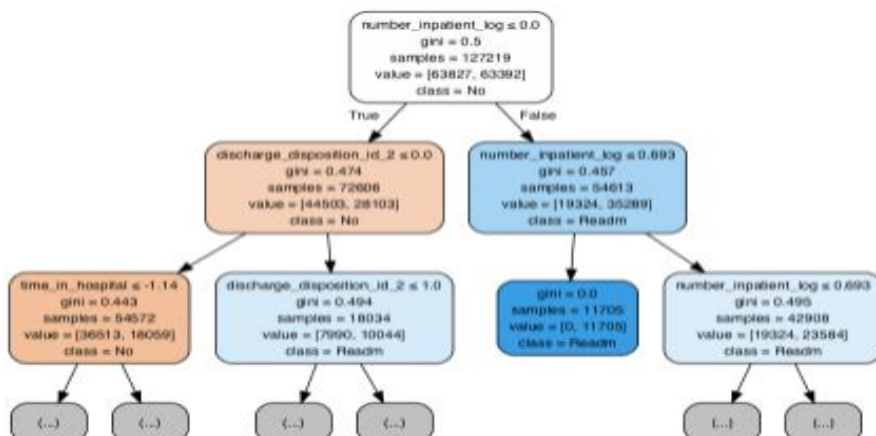 number_inpatient_log ≤ 0.0
gini = 0.5
samples = 127219
value = [63827, 63392]
class = No
True
False
discharge_disposition_id_2 ≤ 0.0
gini = 0.474
samples = 72606
value = [44503, 28103]
class = No
number_inpatient_log ≤ 0.693
gini = 0.457
samples = 54613
value = [19324, 35289]
class = Readm
time_in_hospital ≤ -1.14
gini = 0.443
samples = 54572
value = [36513, 18059]
class = No
discharge_disposition_id_2 ≤ 1.0
gini = 0.494
samples = 18034
value = [7990, 10044]
class = Readm
gini = 0.0
samples = 11705
value = [0, 11705]
class = Readm
number_inpatient_log ≤ 0.693
gini = 0.495
samples = 42908
value = [19324, 23584]
class = Readm
(...)
(...)
(...)
(...)
(...)
(...)